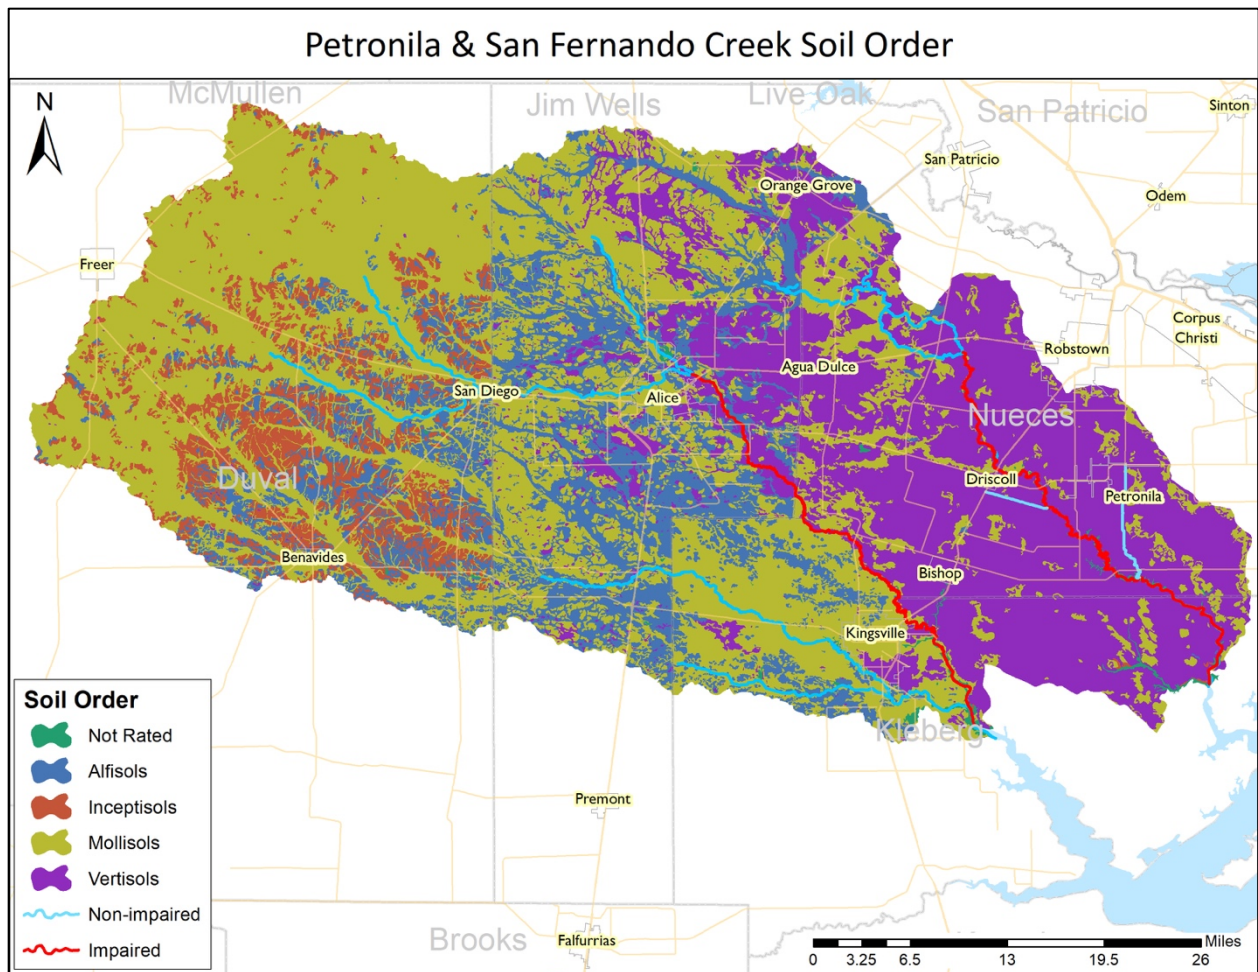 Petronila & San Fernando Creek Soil Order
N
McMullen
Jim Wells
Live Oak
San Patricio
Sinton
San Patricio
Orange Grove
Odem
Freer
Corpus
Christi
Robstown
Agua Dulce
San Diego
Alice
Nueces
Duval
Driscoll
Petronila
Benavides
Bishop
Kingsville
Kleberg
Premont
Brooks
Falfurrias
Soil Order
Not Rated
Alfisols
Inceptisols
Mollisols
Vertisols
Non-impaired
Impaired
Miles
0 3.25 6.5 13 19.5 26